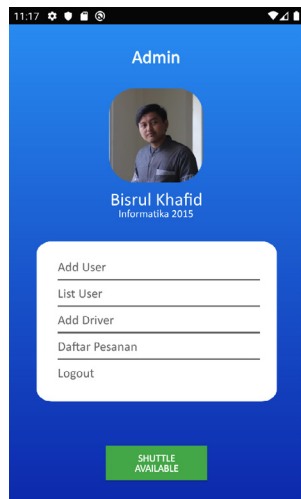 11:17
Admin
Bisrul Khafid
Informatika 2015
Add User
List User
Add Driver
Daftar Pesanan
Logout
SHUTTLE
AVAILABLE